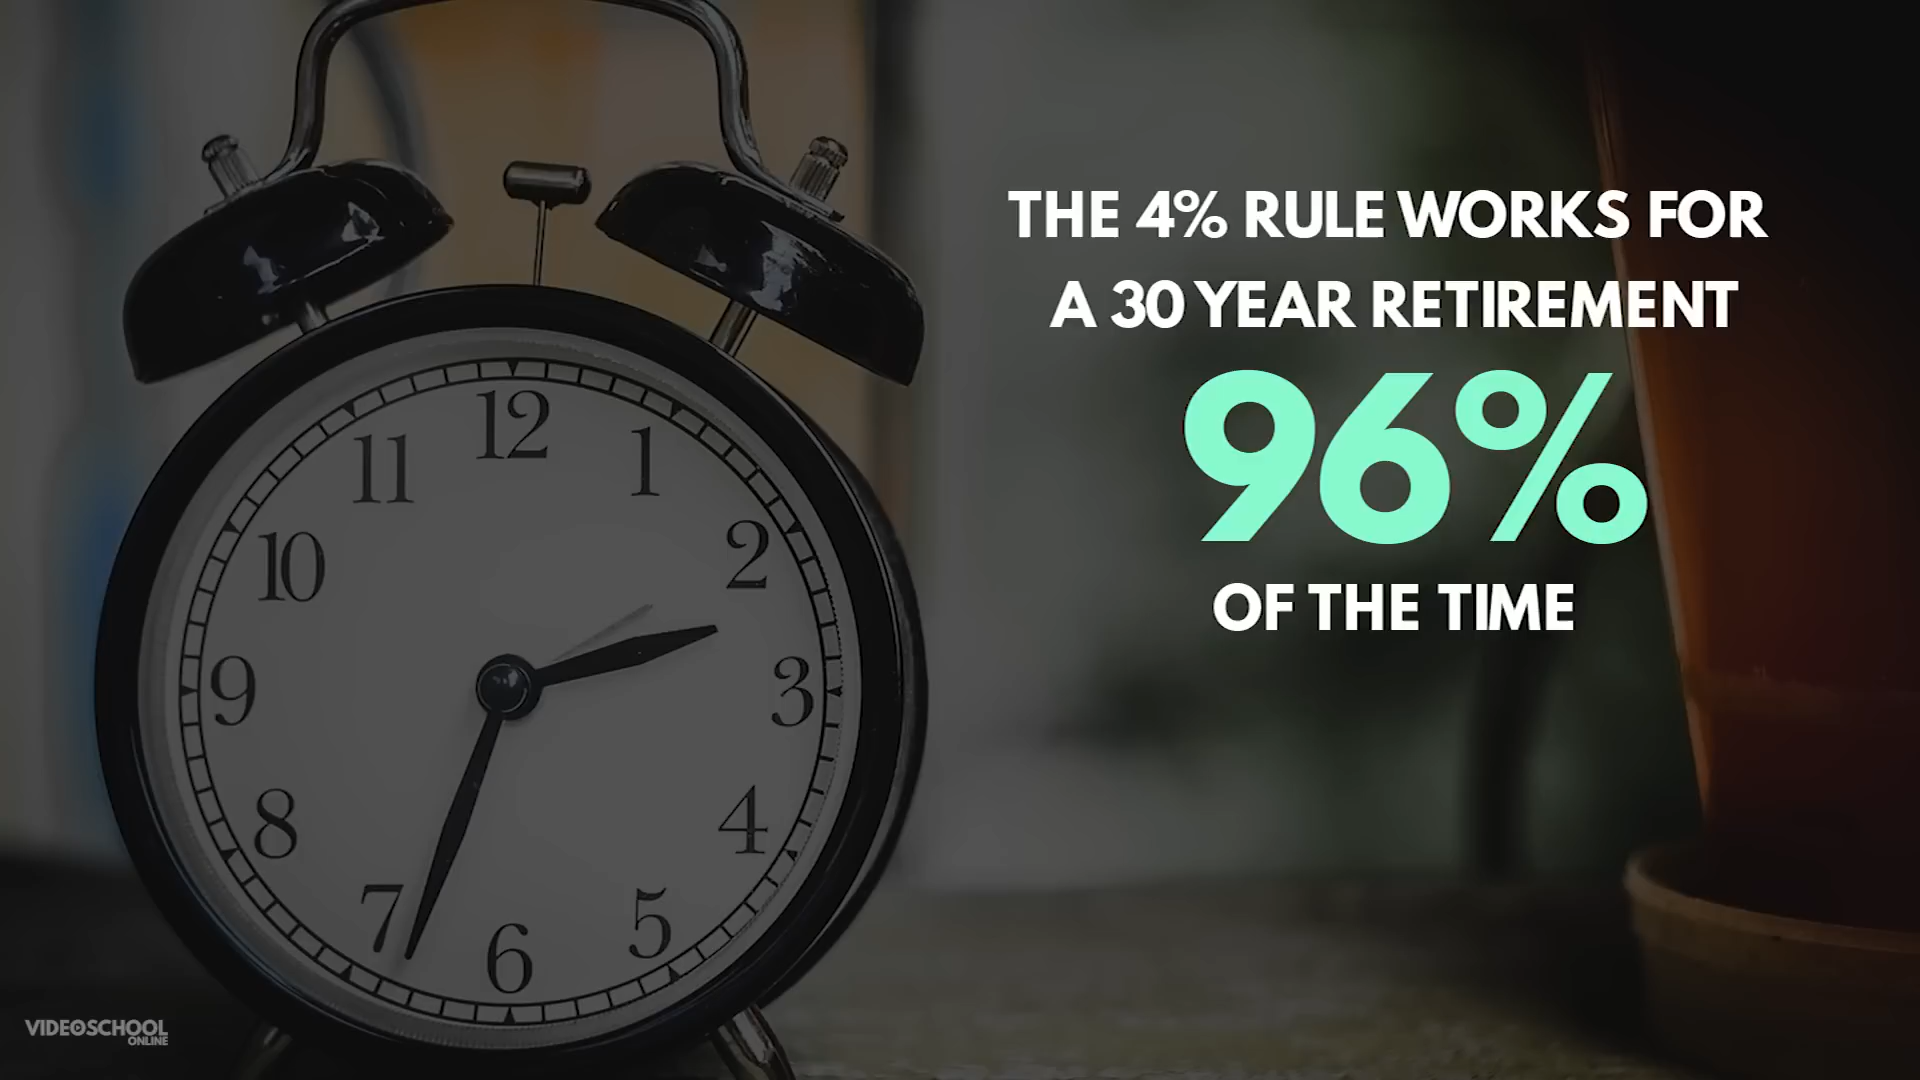 THE 4% RULE WORKS FOR
A 30 YEAR RETIREMENT
96%
OF THE TIME
12
1
2
3
4
5
6
7
8
9
10
11
VIDEOSCHOOL
ONLINE